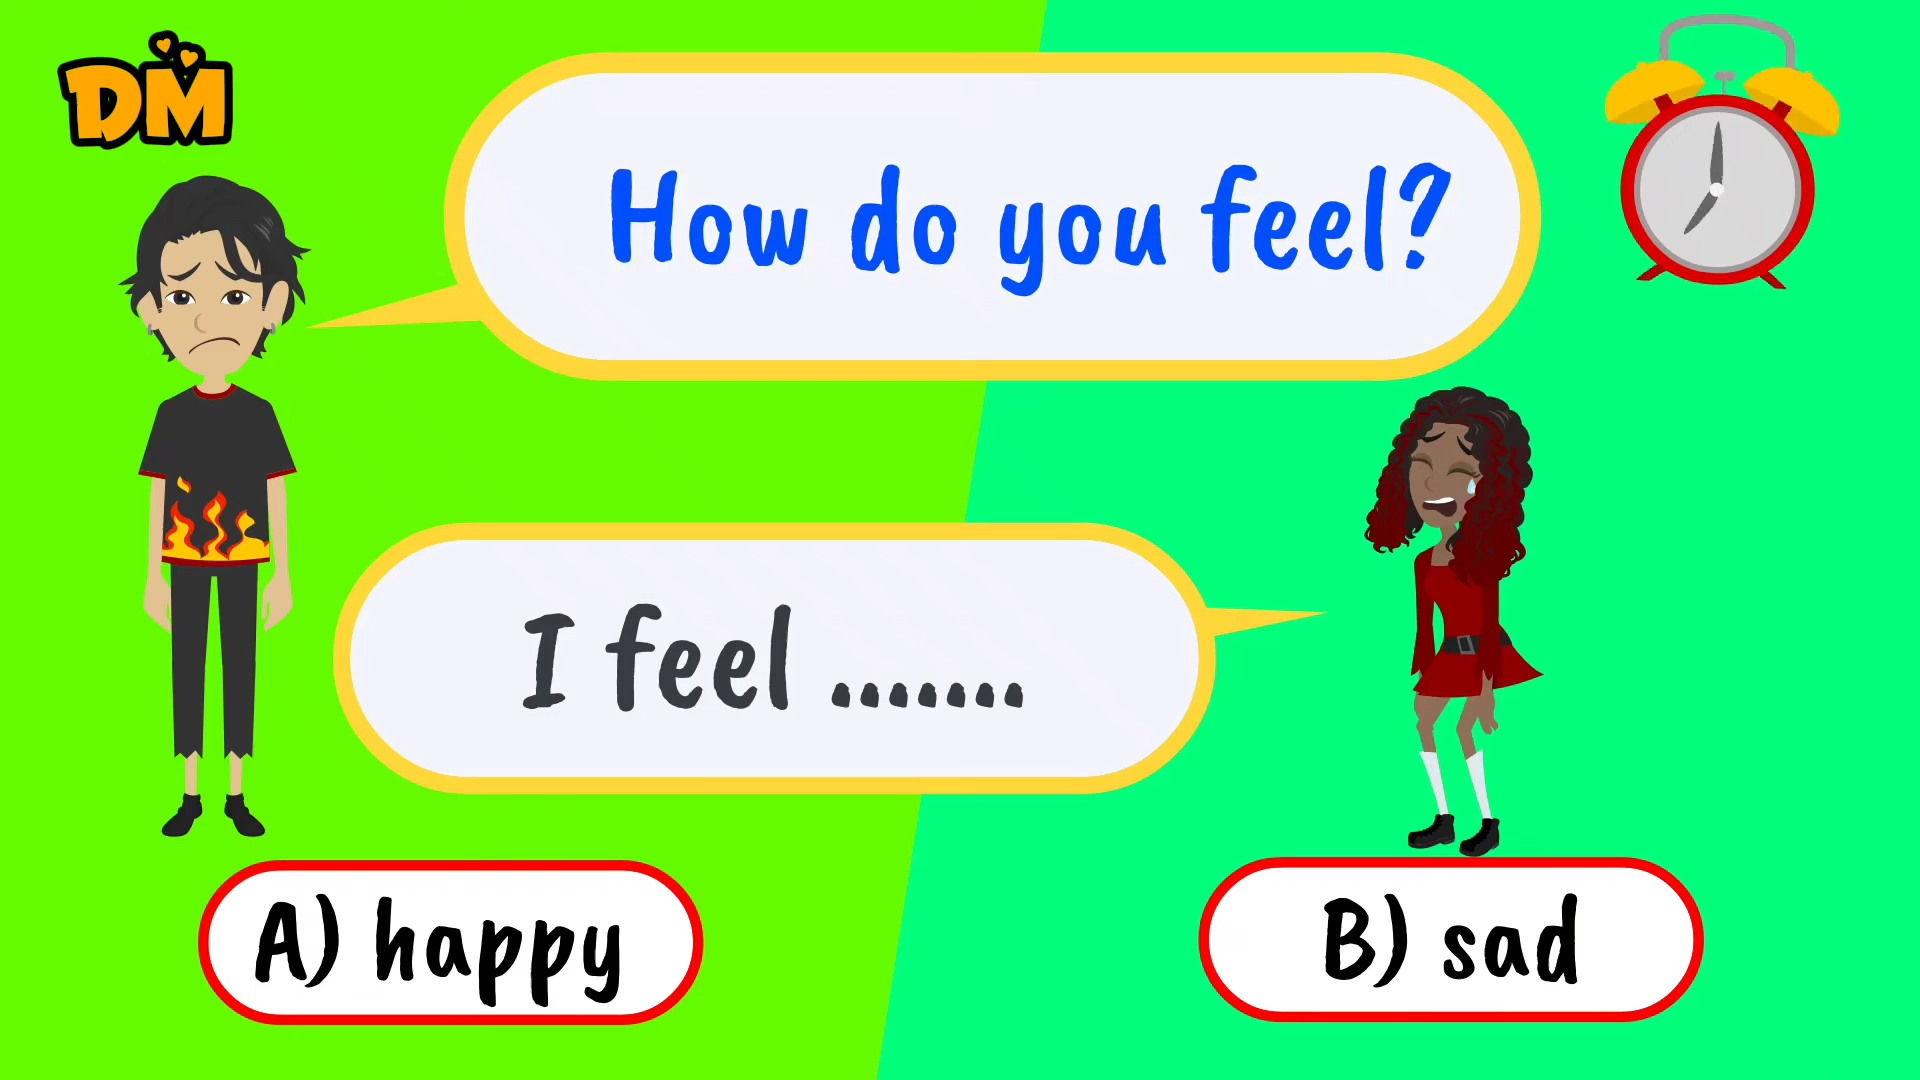 DM
How do you feel?
I feel .......
A) happy
B) sad